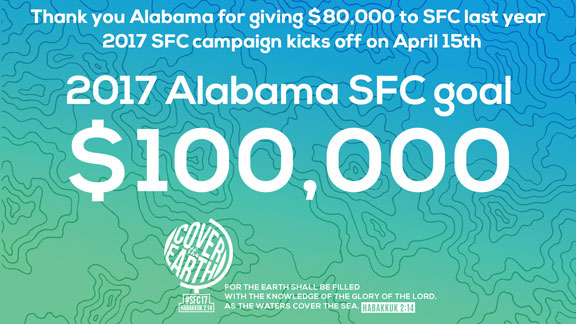 Thank you Alabama for giving $80,000 to SFC last year
2017 SFC campaign kicks off on April 15th
2017 Alabama SFC goal
$100,000
COVER
the
EARTH
#SFC17
HABAKKUK 2:14
FOR THE EARTH SHALL BE FILLED
WITH THE KNOWLEDGE OF THE GLORY OF THE LORD,
AS THE WATERS COVER THE SEA. HABAKKUK 2:14